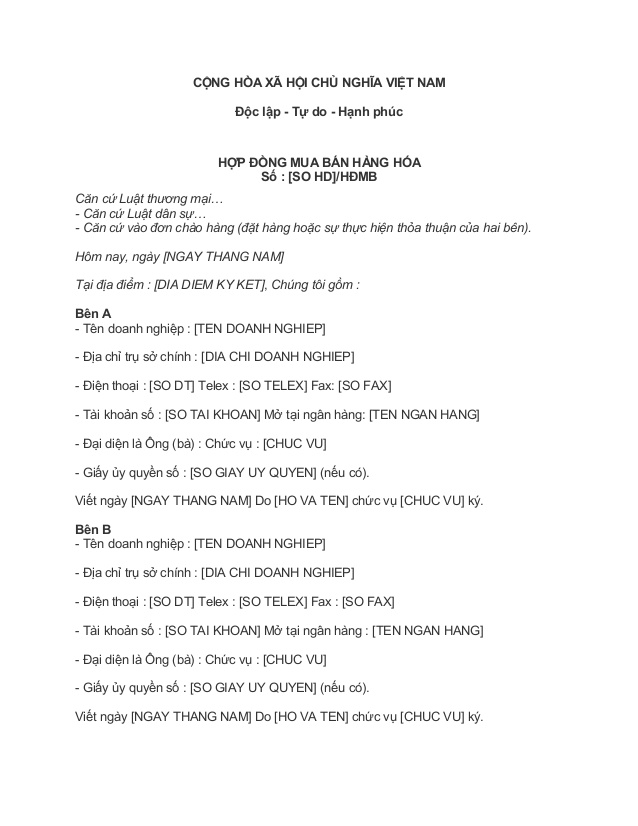 CỘNG HÒA XÃ HỘI CHỦ NGHĨA VIỆT NAM
Độc lập - Tự do - Hạnh phúc
HỢP ĐỒNG MUA BÁN HÀNG HÓA
Số : [SO HD]/HĐMB
Căn cứ Luật thương mại…
- Căn cứ Luật dân sự…
- Căn cứ vào đơn chào hàng (đặt hàng hoặc sự thực hiện thỏa thuận của hai bên).
Hôm nay, ngày [NGAY THANG NAM]
Tại địa điểm : [DIA DIEM KY KET], Chúng tôi gồm :
Bên A
- Tên doanh nghiệp : [TEN DOANH NGHIEP]
- Địa chỉ trụ sở chính : [DIA CHI DOANH NGHIEP]
- Điện thoại : [SO DT] Telex : [SO TELEX] Fax: [SO FAX]
- Tài khoản số : [SO TAI KHOAN] Mở tại ngân hàng: [TEN NGAN HANG]
- Đại diện là Ông (bà) : Chức vụ : [CHUC VU]
- Giấy ủy quyền số : [SO GIAY UY QUYEN] (nếu có).
Viết ngày [NGAY THANG NAM] Do [HO VA TEN] chức vụ [CHUC VU] ký.
Bên B
- Tên doanh nghiệp : [TEN DOANH NGHIEP]
- Địa chỉ trụ sở chính : [DIA CHI DOANH NGHIEP]
- Điện thoại : [SO DT] Telex : [SO TELEX] Fax : [SO FAX]
- Tài khoản số : [SO TAI KHOAN] Mở tại ngân hàng : [TEN NGAN HANG]
- Đại diện là Ông (bà) : Chức vụ : [CHUC VU]
- Giấy ủy quyền số : [SO GIAY UY QUYEN] (nếu có).
Viết ngày [NGAY THANG NAM] Do [HO VA TEN] chức vụ [CHUC VU] ký.